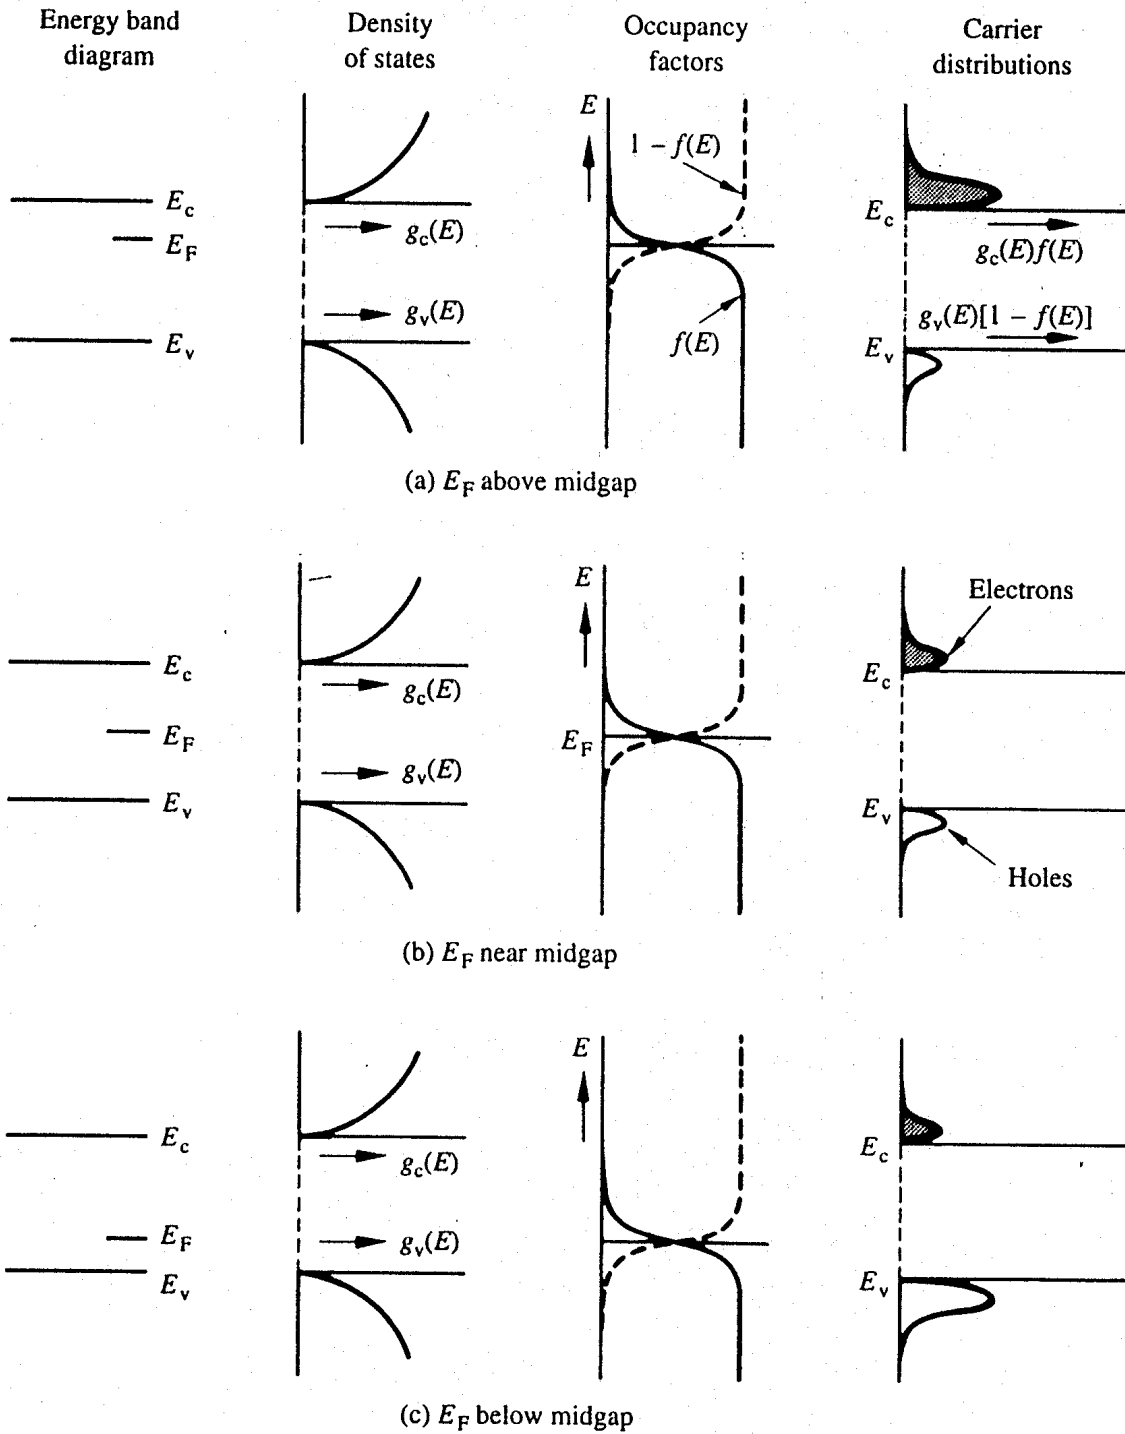 Energy band
diagram
Density
of states
Occupancy
factors
Carrier
distributions
E
1 − f(E)
E_c
E_F
g_c(E)
g_v(E)
E_v
f(E)
E_c
g_c(E)f(E)
g_v(E)[1 − f(E)]
E_v
(a) E_F above midgap
E
Electrons
E_c
g_c(E)
E_c
E_F
E_F
g_v(E)
E_v
E_v
Holes
(b) E_F near midgap
E
E_c
g_c(E)
E_c
E_F
g_v(E)
E_v
E_v
(c) E_F below midgap